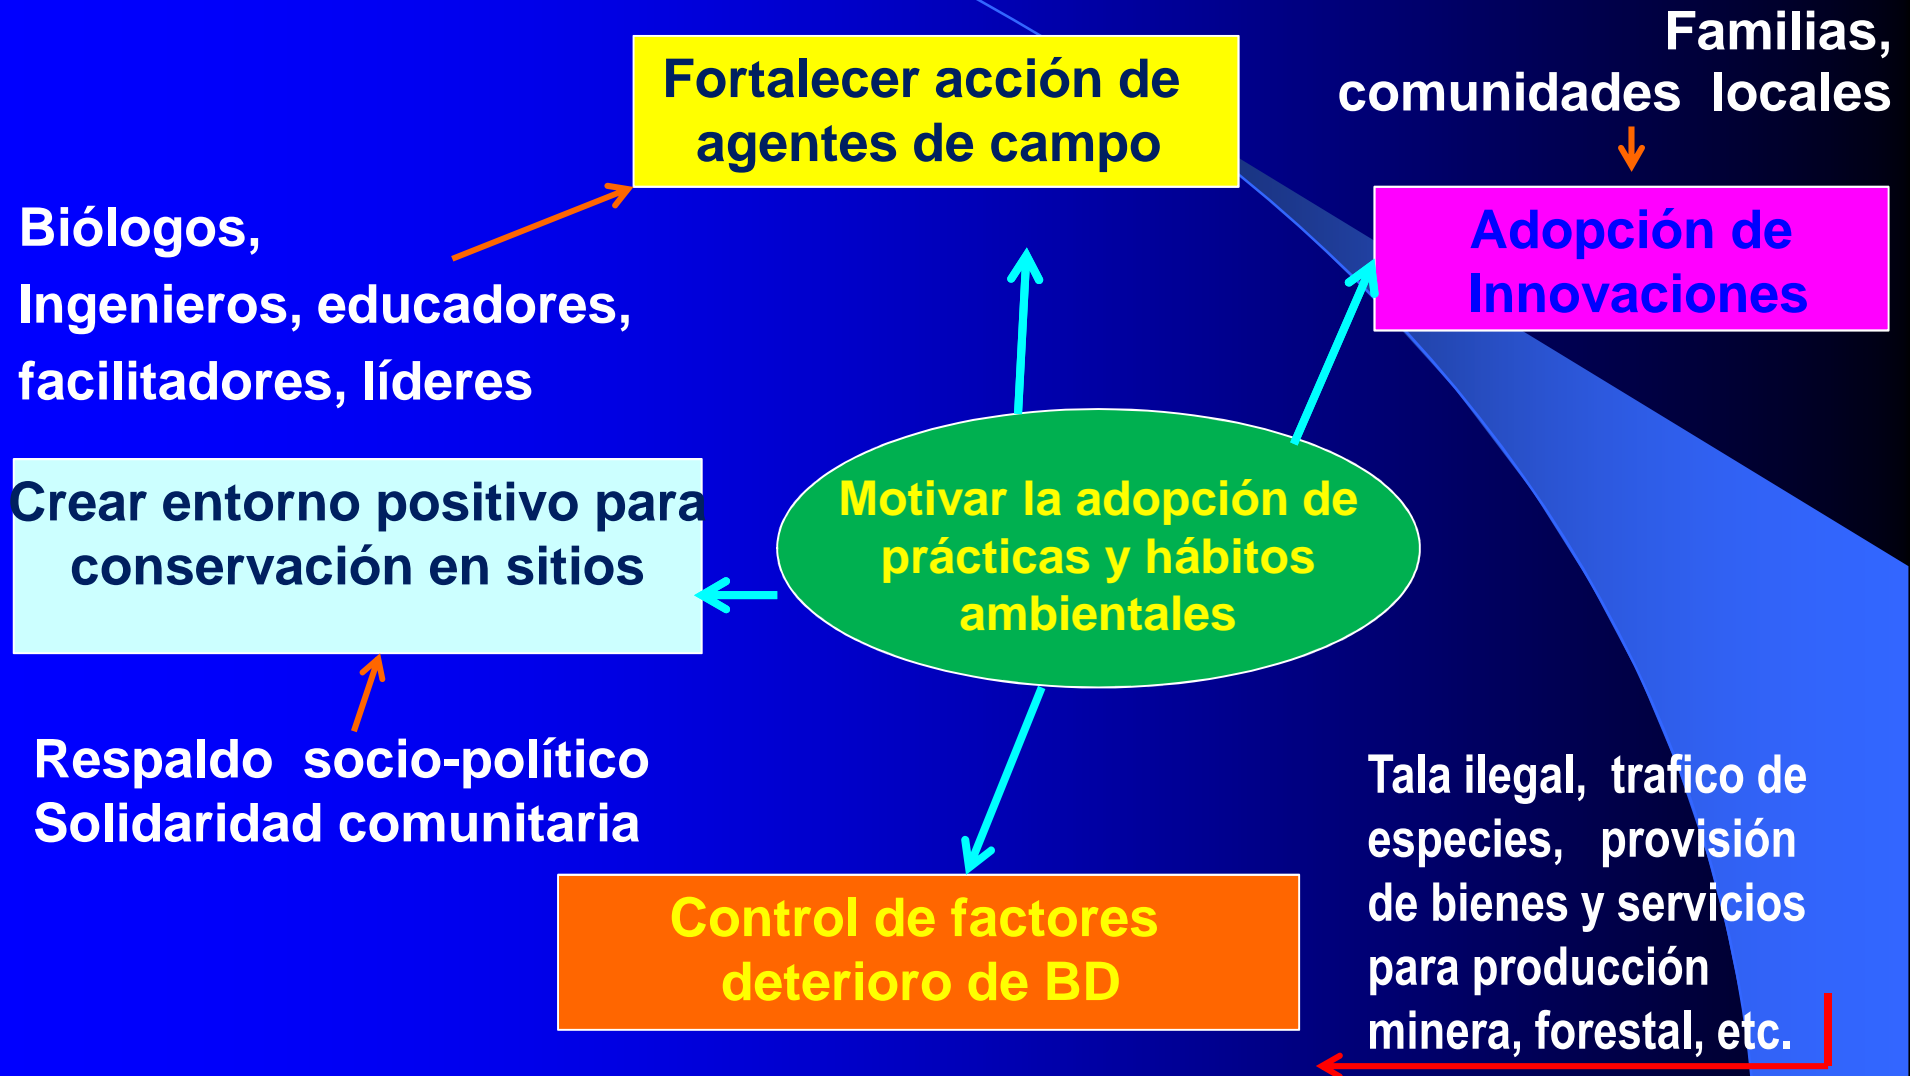 Familias,
comunidades locales
Fortalecer acción de
agentes de campo
Adopción de
Innovaciones
Biólogos,
Ingenieros, educadores,
facilitadores, líderes
Crear entorno positivo para
conservación en sitios
Motivar la adopción de
prácticas y hábitos
ambientales
Respaldo socio-político
Solidaridad comunitaria
Control de factores
deterioro de BD
Tala ilegal, trafico de
especies, provisión
de bienes y servicios
para producción
minera, forestal, etc.